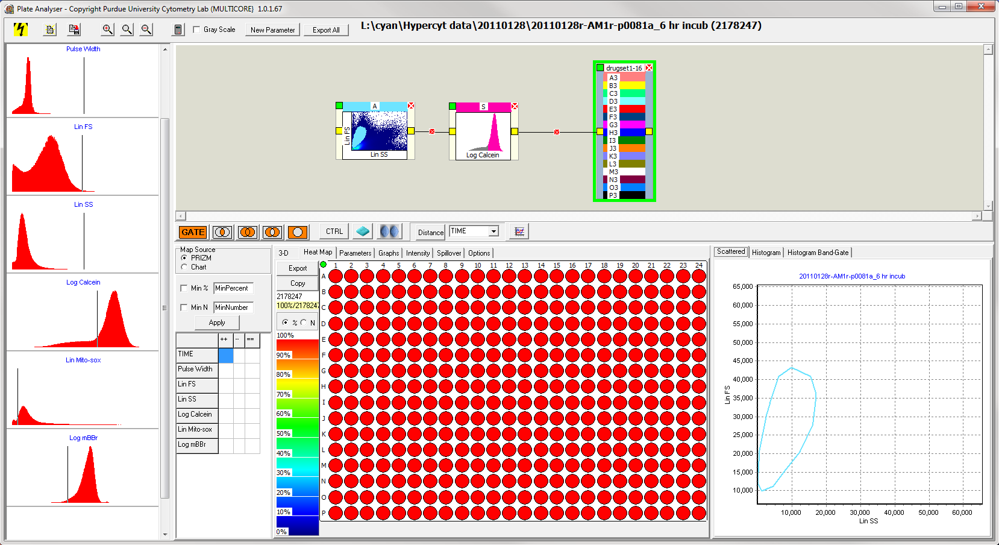 Plate Analyser - Copyright Purdue University Cytometry Lab (MULTICORE) 1.0.1.67
Gray Scale
New Parameter
Export All
L:\cyan\Hypercyt data\20110128\20110128r-AM1r-p0081a_6 hr incub (2178247)
Pulse Width
Lin FS
Lin SS
Log Calcein
Lin Mito-sox
Log mBBr
A
Lin FS
Lin SS
S
Log Calcein
drugset1-16
A3
B3
C3
D3
E3
F3
G3
H3
I3
J3
K3
L3
M3
N3
O3
P3
GATE
CTRL
Distance
TIME
Map Source
PRIZM
Chart
Min % MinPercent
Min N MinNumber
Apply
++ -- ==
TIME
Pulse Width
Lin FS
Lin SS
Log Calcein
Lin Mito-sox
Log mBBr
3-D Heat Map Parameters Graphs Intensity Spillover Options
Export
Copy
2178247
100%/2178247
% N
100%
90%
80%
70%
60%
50%
40%
30%
20%
10%
0%
1 2 3 4 5 6 7 8 9 10 11 12 13 14 15 16 17 18 19 20 21 22 23 24
A
B
C
D
E
F
G
H
I
J
K
L
M
N
O
P
Scattered Histogram Histogram Band-Gate
20110128r-AM1r-p0081a_6 hr incub
65,000
60,000
55,000
50,000
45,000
40,000
35,000
30,000
25,000
20,000
15,000
10,000
Lin FS
10,000 20,000 30,000 40,000 50,000 60,000
Lin SS